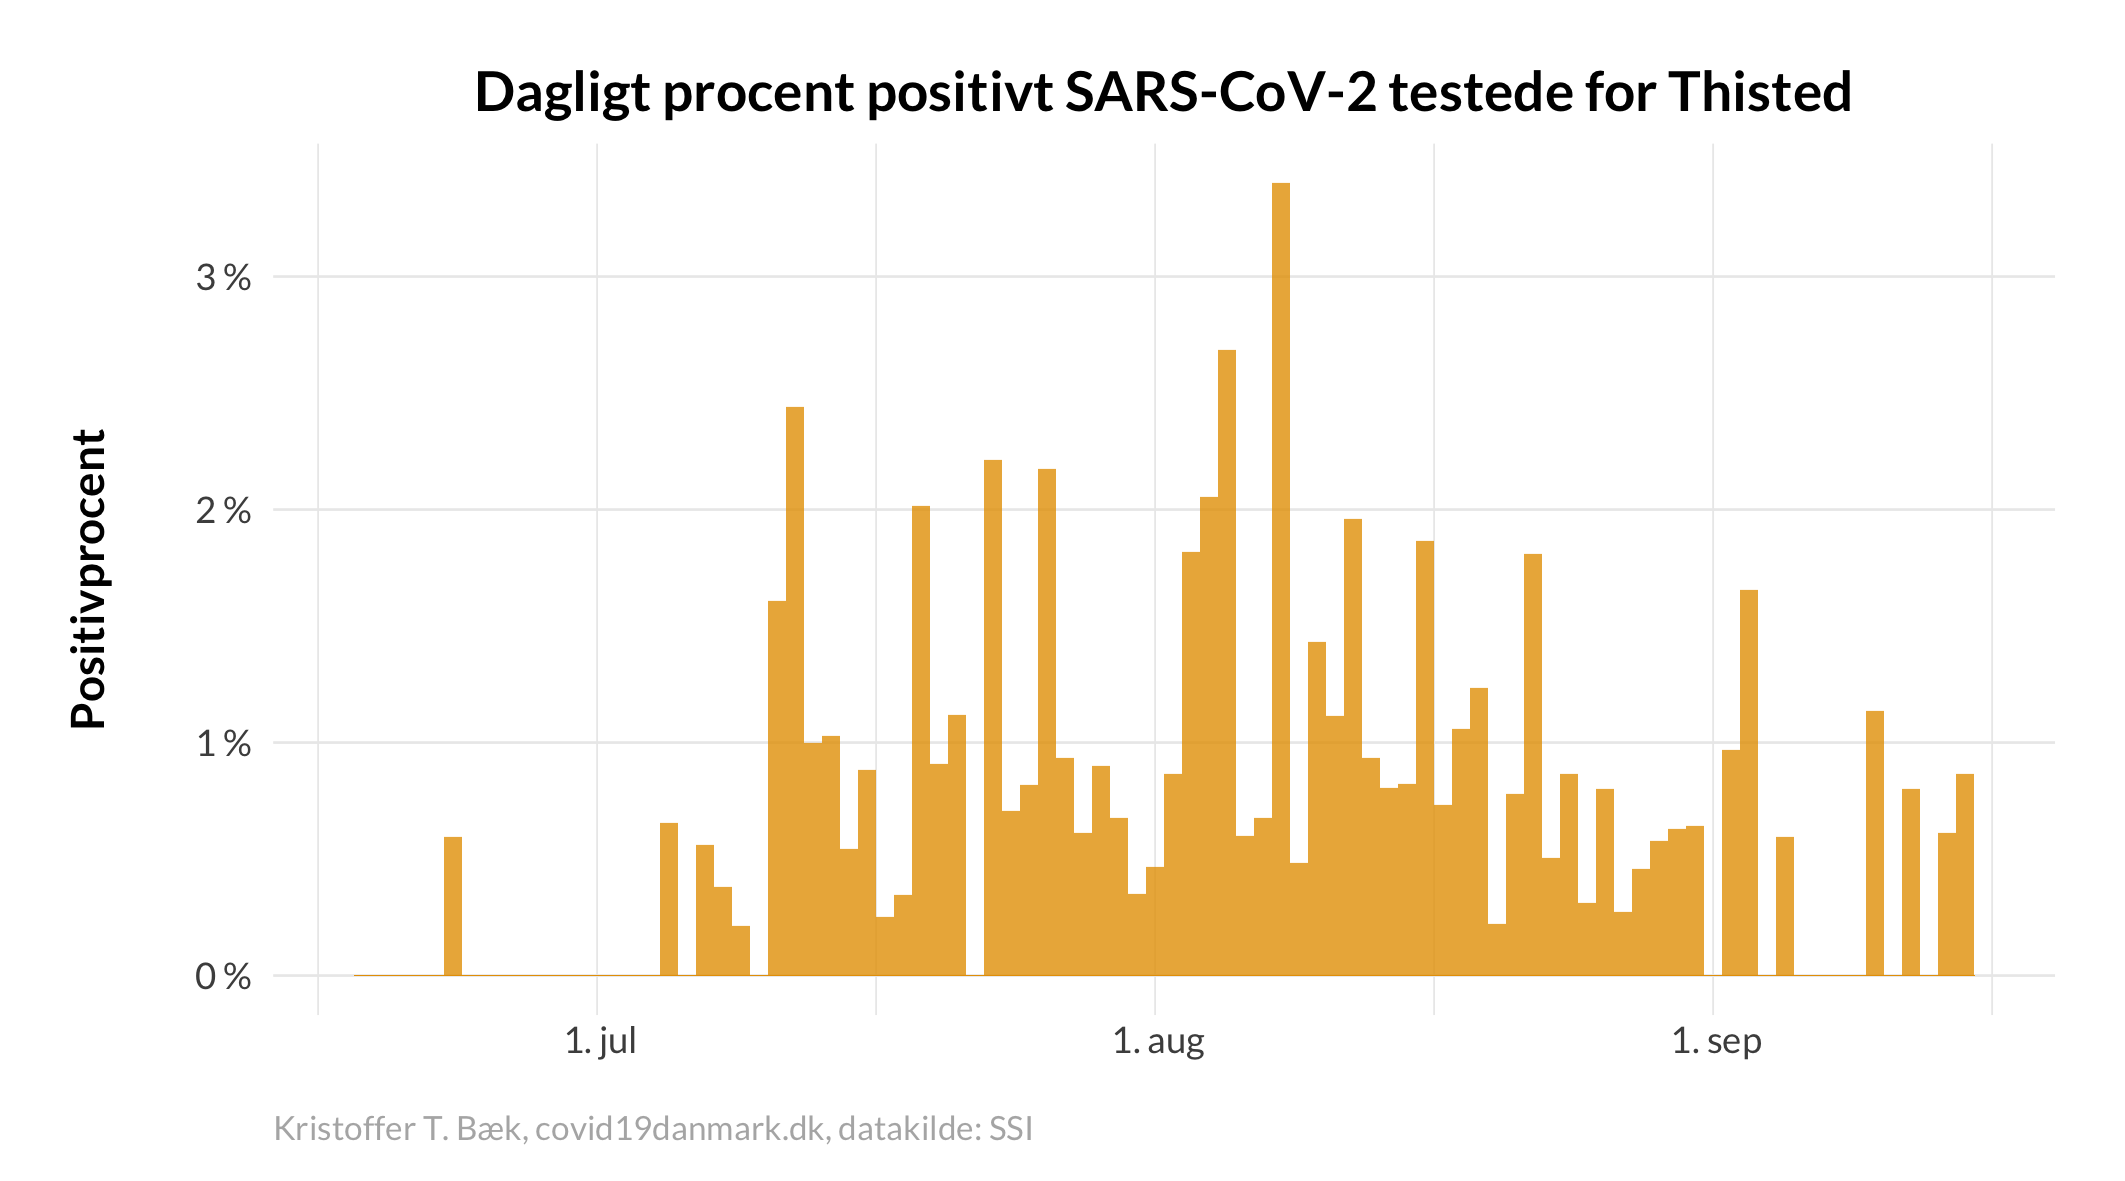 Dagligt procent positivt SARS-CoV-2 testede for Thisted
Positivprocent
3 %
2 %
1 %
0 %
1. jul
1. aug
1. sep
Kristoffer T. Bæk, covid19danmark.dk, datakilde: SSI